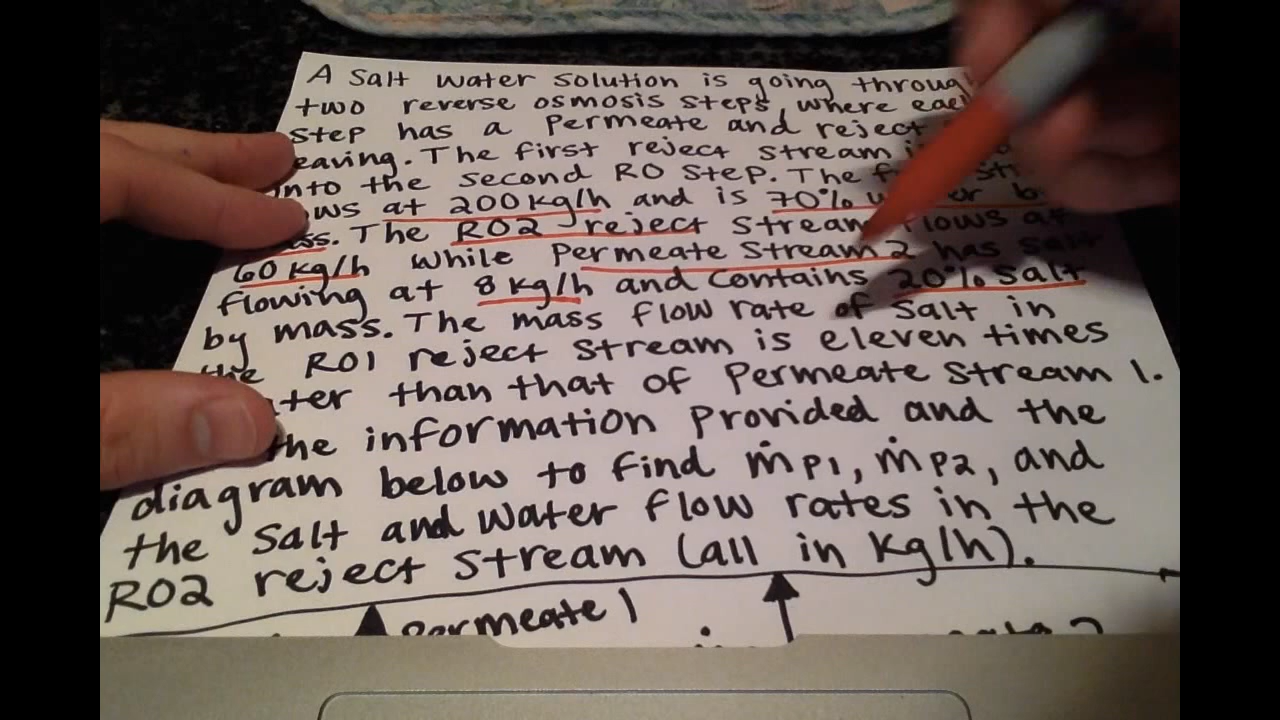 A salt water solution is going throug
two reverse osmosis steps, where eac
step has a permeate and reject
eaving. The first reject stream
into the second RO step. The f
ws at 200 kg/h and is 70%
ss. The RO2 reject stream flows at
60 kg/h while Permeate Stream 2 has salt
flowing at 8 kg/h and contains 20% salt
by mass. The mass flow rate of salt in
the RO1 reject stream is eleven times
ter than that of Permeate stream 1.
the information provided and the
diagram below to find ṁp1, ṁp2, and
the salt and water flow rates in the
RO2 reject stream (all in kg/h).
Permeate 1